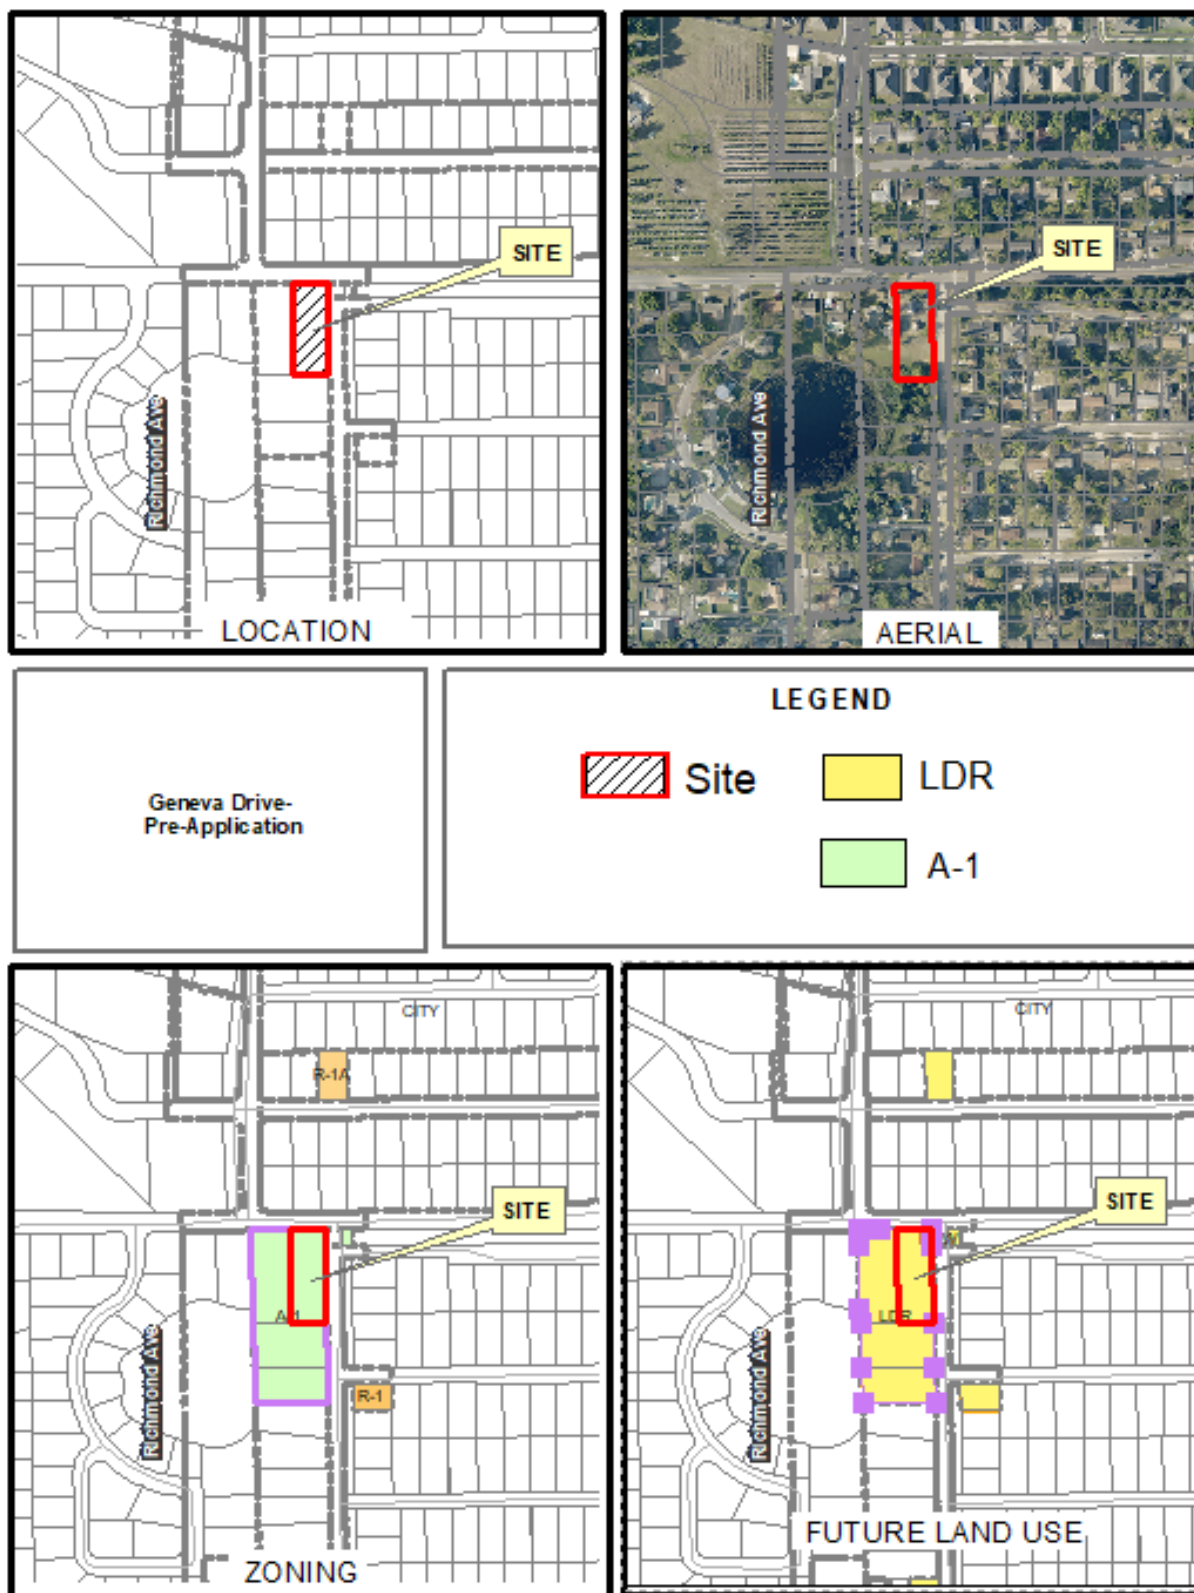 SITE
Richmond Ave
LOCATION
SITE
Richmond Ave
AERIAL
Geneva Drive-
Pre-Application
LEGEND
Site
LDR
A-1
CITY
R-1A
SITE
A-1
R-1
Richmond Ave
ZONING
CITY
SITE
LDR
Richmond Ave
FUTURE LAND USE